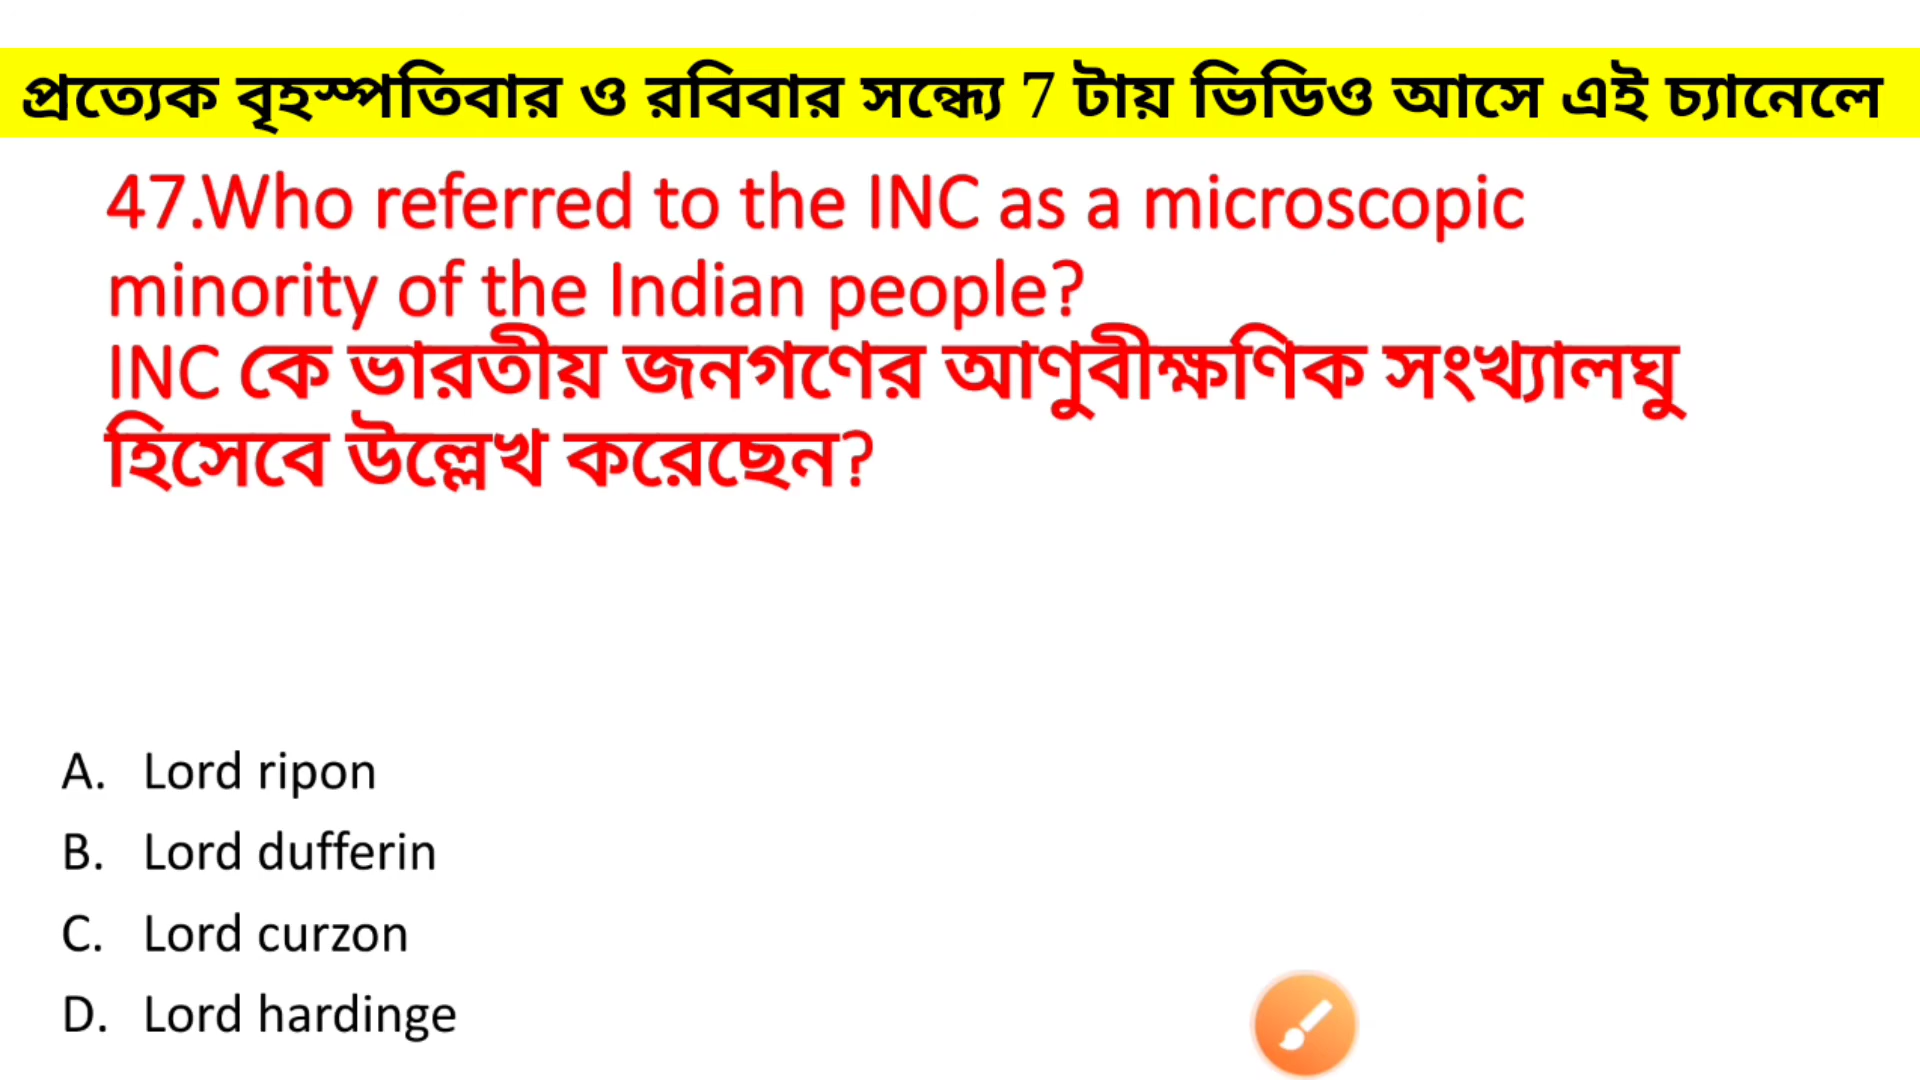 প্রত্যেক বৃহস্পতিবার ও রবিবার সন্ধ্যে 7 টায় ভিডিও আসে এই চ্যানেলে
47.Who referred to the INC as a microscopic
minority of the Indian people?
INC কে ভারতীয় জনগণের আণুবীক্ষণিক সংখ্যালঘু
হিসেবে উল্লেখ করেছেন?
A. Lord ripon
B. Lord dufferin
C. Lord curzon
D. Lord hardinge